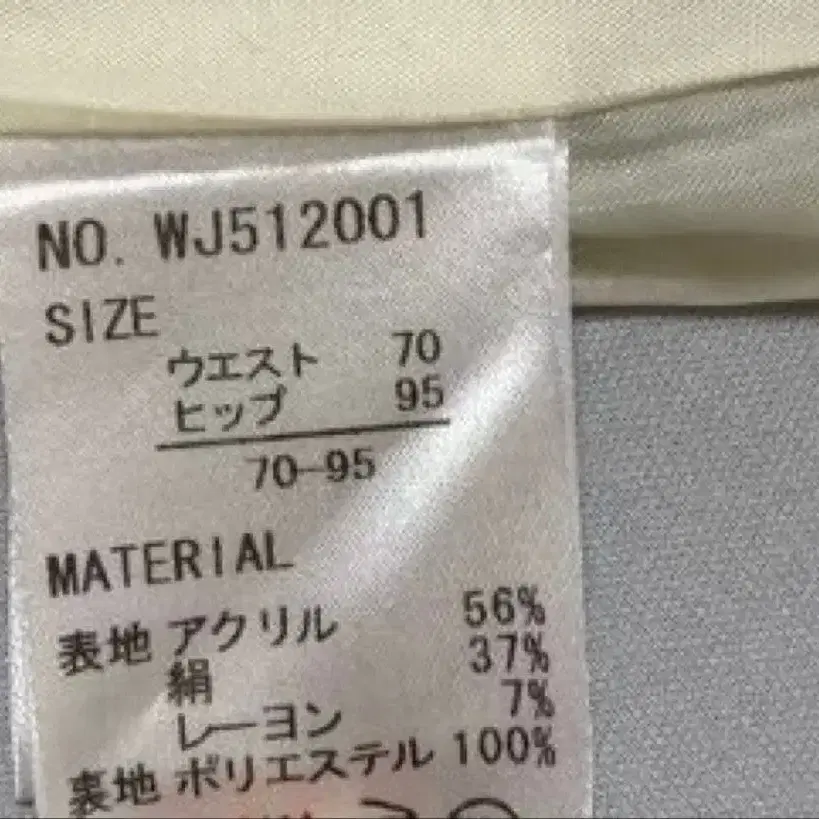 NO. WJ512001
SIZE
ウエスト 70
ヒップ 95
70-95
MATERIAL
表地 アクリル 56%
絹 37%
レーヨン 7%
裏地 ポリエステル 100%